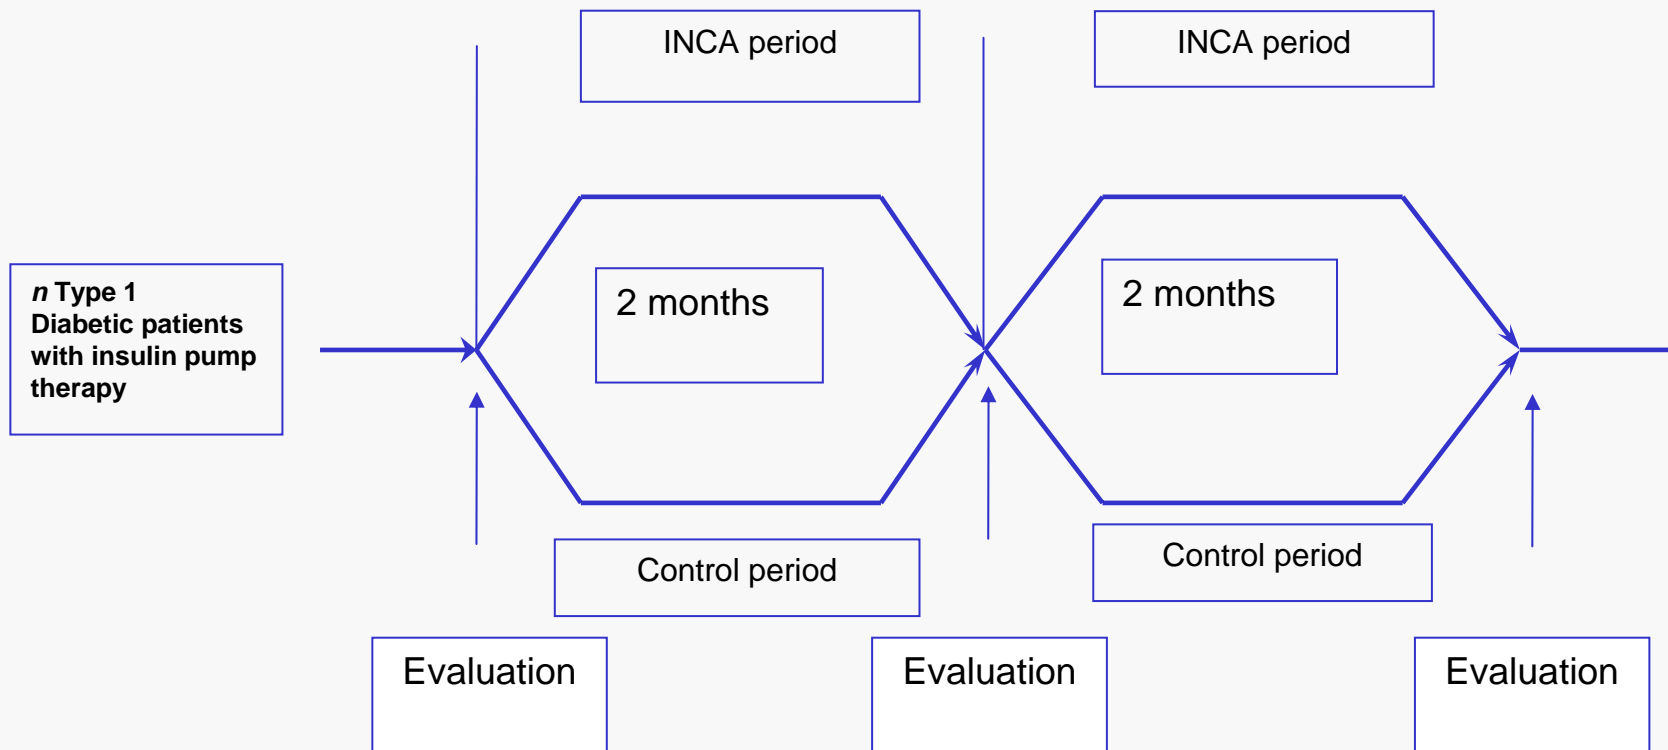 INCA period
INCA period
n Type 1
Diabetic patients
with insulin pump
therapy
2 months
2 months
Control period
Control period
Evaluation
Evaluation
Evaluation